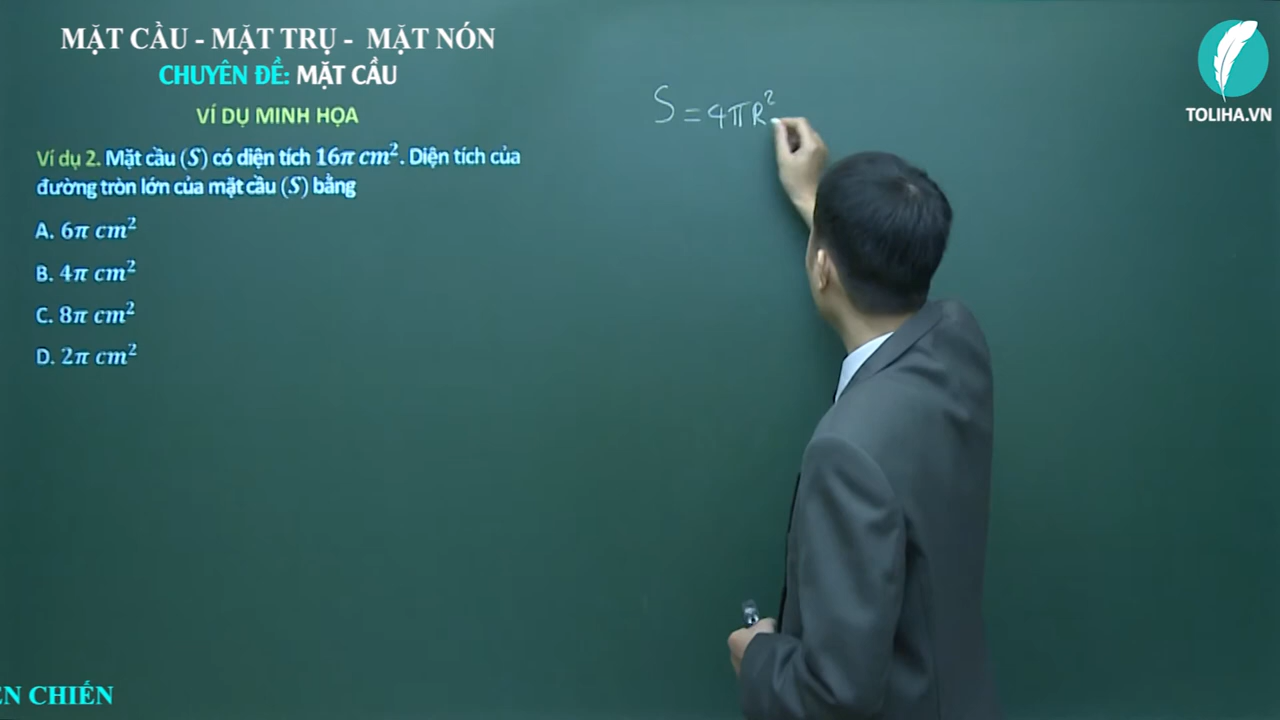 MẶT CẦU - MẶT TRỤ - MẶT NÓN
CHUYÊN ĐỀ: MẶT CẦU
VÍ DỤ MINH HỌA
Ví dụ 2. Mặt cầu (S) có diện tích 16π cm². Diện tích của
đường tròn lớn của mặt cầu (S) bằng
A. 6π cm²
B. 4π cm²
C. 8π cm²
D. 2π cm²
S = 4πR²
TOLIHA.VN
ÊN CHIẾN